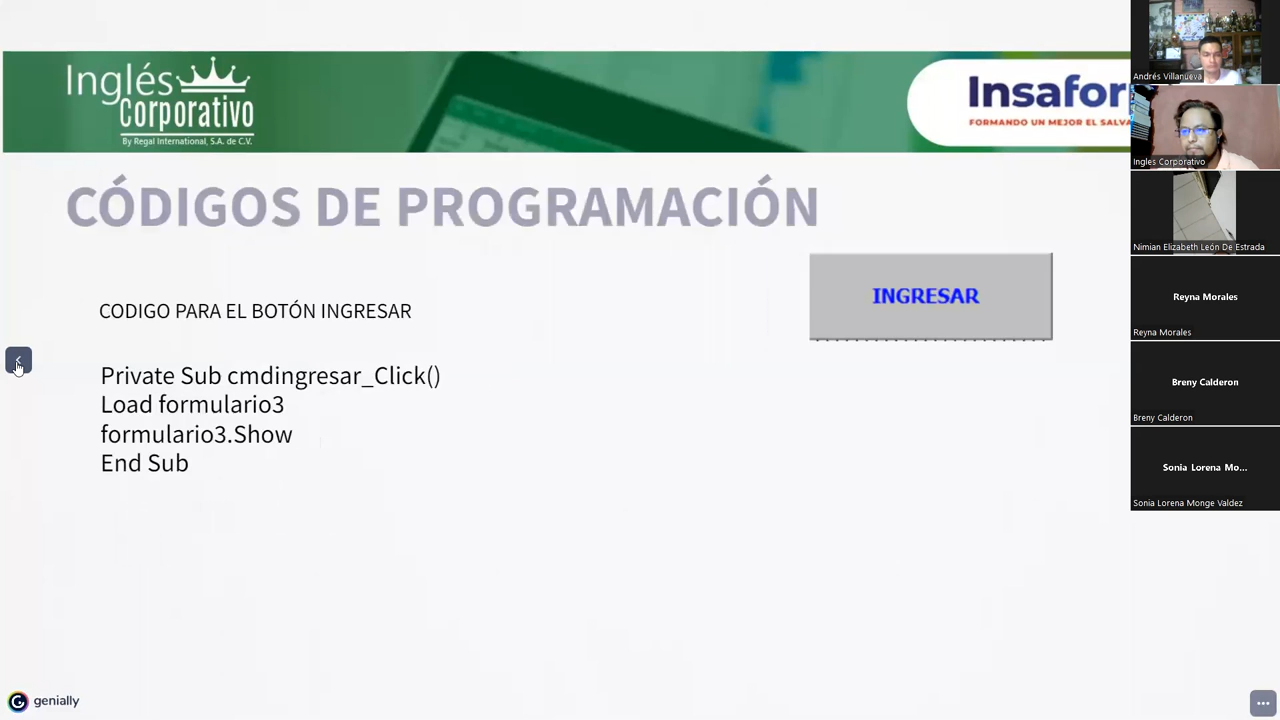 Inglés
Corporativo
By Regal International, S.A. de C.V.
Insafor
FORMANDO UN MEJOR EL SALVA
CÓDIGOS DE PROGRAMACIÓN
INGRESAR
CODIGO PARA EL BOTÓN INGRESAR
Private Sub cmdingresar_Click()
Load formulario3
formulario3.Show
End Sub
genially
Andrés Villanueva
Ingles Corporativo
Nimian Elizabeth León De Estrada
Reyna Morales
Reyna Morales
Breny Calderon
Breny Calderon
Sonia Lorena Mo...
Sonia Lorena Monge Valdez